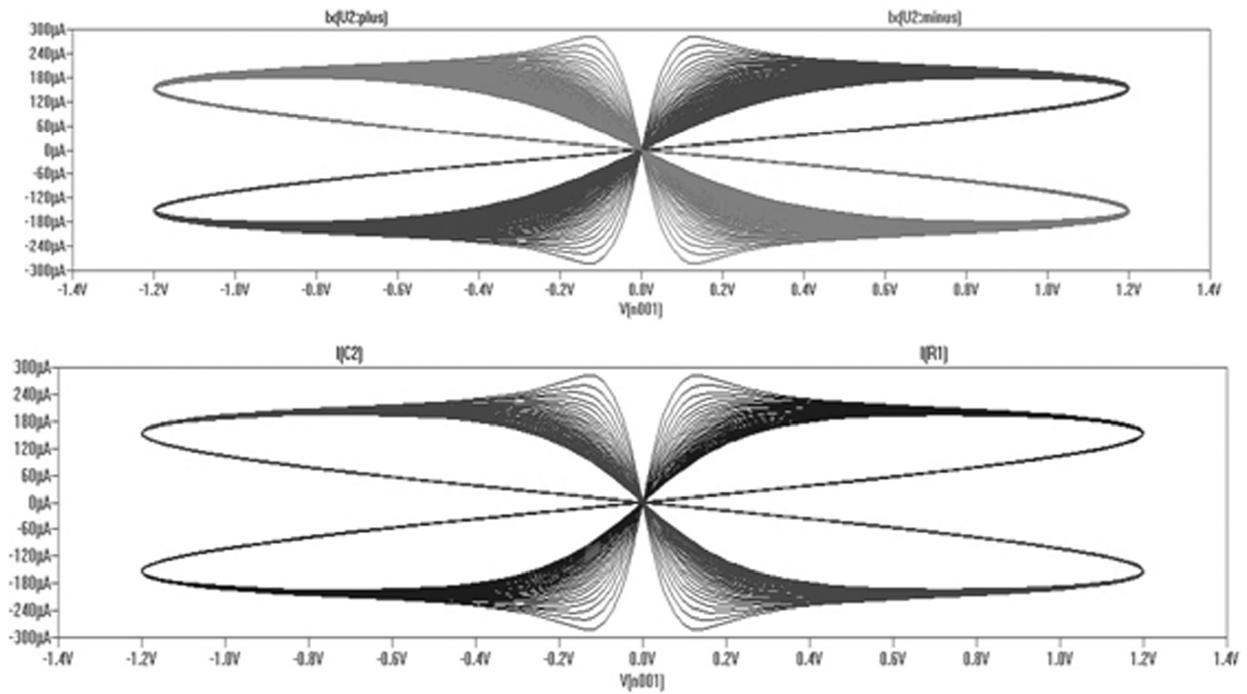 Ix(U2:plus) Ix(U2:minus)
300µA
240µA
180µA
120µA
60µA
0µA
-60µA
-120µA
-180µA
-240µA
-300µA
-1.4V -1.2V -1.0V -0.8V -0.6V -0.4V -0.2V 0.0V 0.2V 0.4V 0.6V 0.8V 1.0V 1.2V 1.4V
V(n001)
I(C2) I(R1)
300µA
240µA
180µA
120µA
60µA
0µA
-60µA
-120µA
-180µA
-240µA
-300µA
-1.4V -1.2V -1.0V -0.8V -0.6V -0.4V -0.2V 0.0V 0.2V 0.4V 0.6V 0.8V 1.0V 1.2V 1.4V
V(n001)